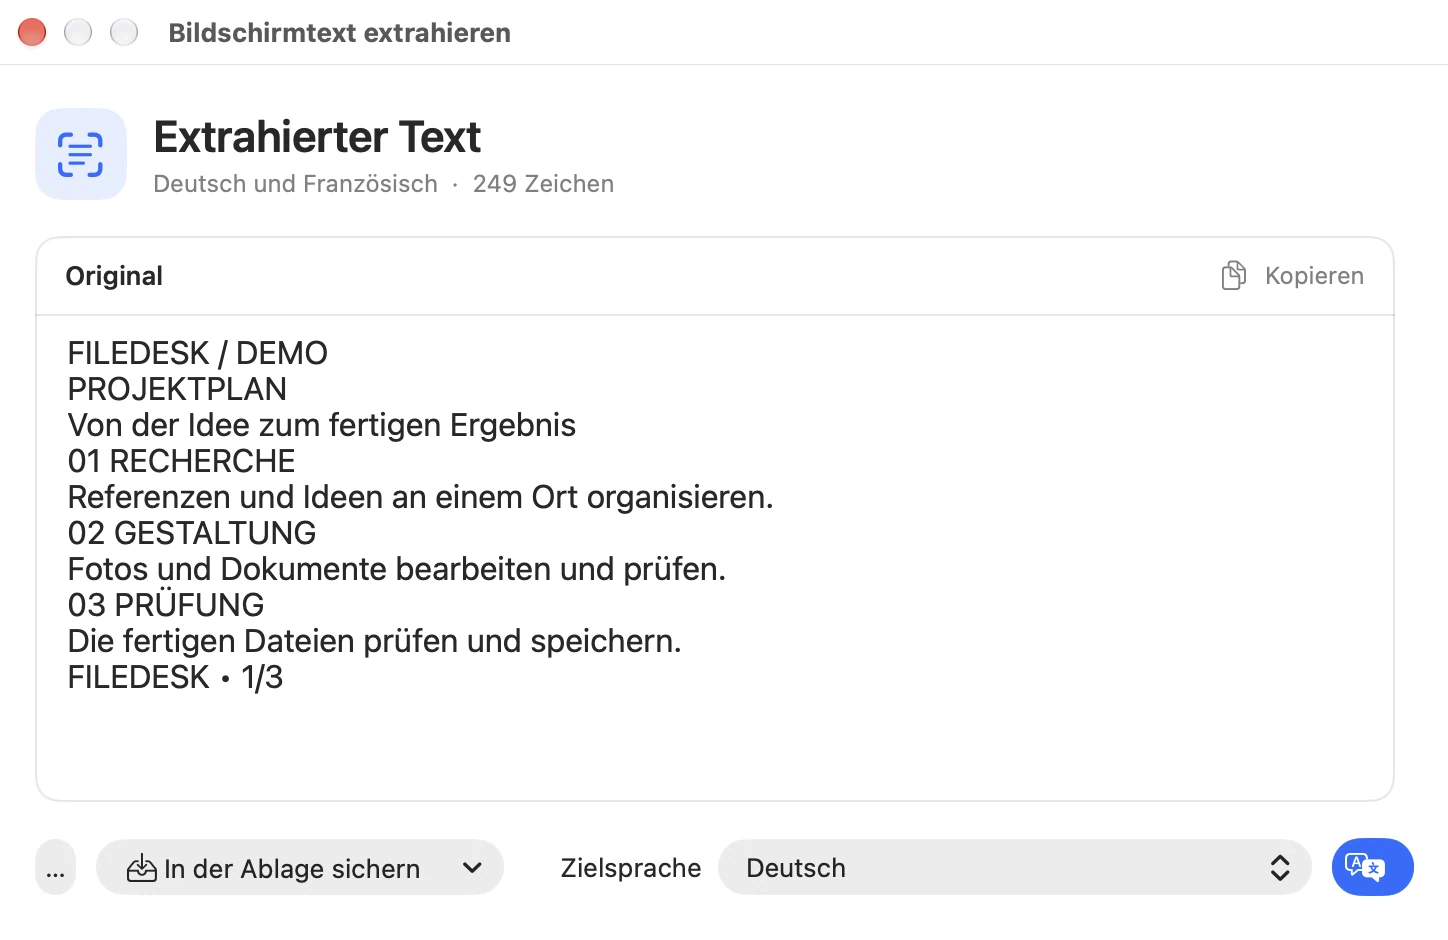 Bildschirmtext extrahieren
Extrahierter Text
Deutsch und Französisch · 249 Zeichen
Original
Kopieren
FILEDESK / DEMO
PROJEKTPLAN
Von der Idee zum fertigen Ergebnis
01 RECHERCHE
Referenzen und Ideen an einem Ort organisieren.
02 GESTALTUNG
Fotos und Dokumente bearbeiten und prüfen.
03 PRÜFUNG
Die fertigen Dateien prüfen und speichern.
FILEDESK • 1/3
... In der Ablage sichern Zielsprache Deutsch